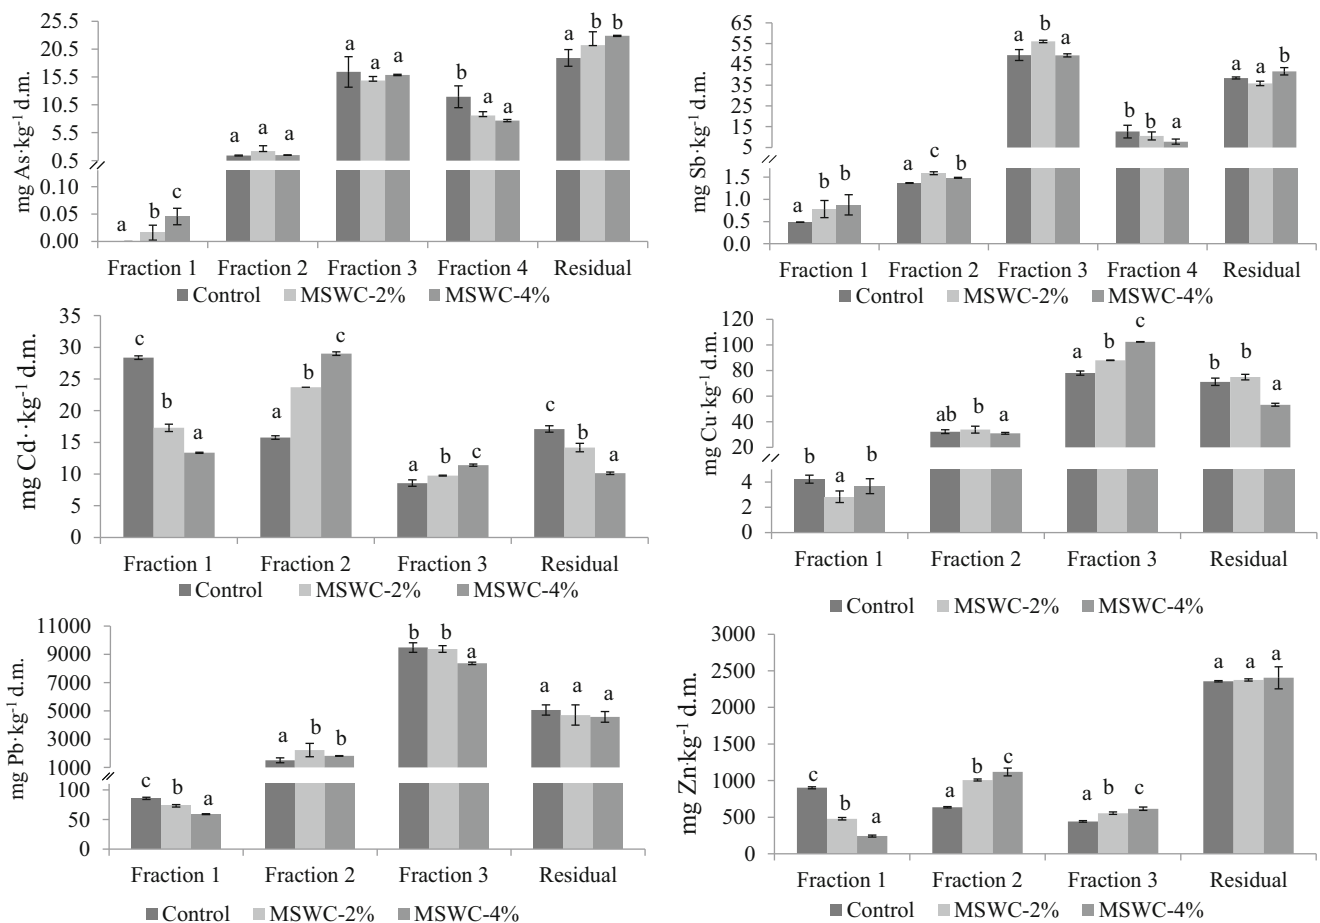 mg As·kg-1 d.m.
25.5
20.5
15.5
10.5
5.5
0.5
0.10
0.05
0.00
a b c
a a a
a a a
b a a
a b b
Fraction 1 Fraction 2 Fraction 3 Fraction 4 Residual
Control MSWC-2% MSWC-4%
mg Sb·kg-1 d.m.
65
55
45
35
25
15
5
1.5
1.0
0.5
0.0
a b b
a c b
a b a
b b a
a a b
Fraction 1 Fraction 2 Fraction 3 Fraction 4 Residual
Control MSWC-2% MSWC-4%
mg Cd··kg-1 d.m.
35
30
25
20
15
10
5
0
c b a
a b c
a b c
c b a
Fraction 1 Fraction 2 Fraction 3 Residual
Control MSWC-2% MSWC-4%
mg Cu·kg-1 d.m.
120
100
80
60
40
20
4
2
0
b a b
ab b a
a b c
b b a
Fraction 1 Fraction 2 Fraction 3 Residual
Control MSWC-2% MSWC-4%
mg Pb·kg-1 d.m.
11000
9000
7000
5000
3000
1000
100
50
0
c b a
a b b
b b a
a a a
Fraction 1 Fraction 2 Fraction 3 Residual
Control MSWC-2% MSWC-4%
mg Zn·kg-1 d.m.
3000
2500
2000
1500
1000
500
0
c b a
a b c
a b c
a a a
Fraction 1 Fraction 2 Fraction 3 Residual
Control MSWC-2% MSWC-4%